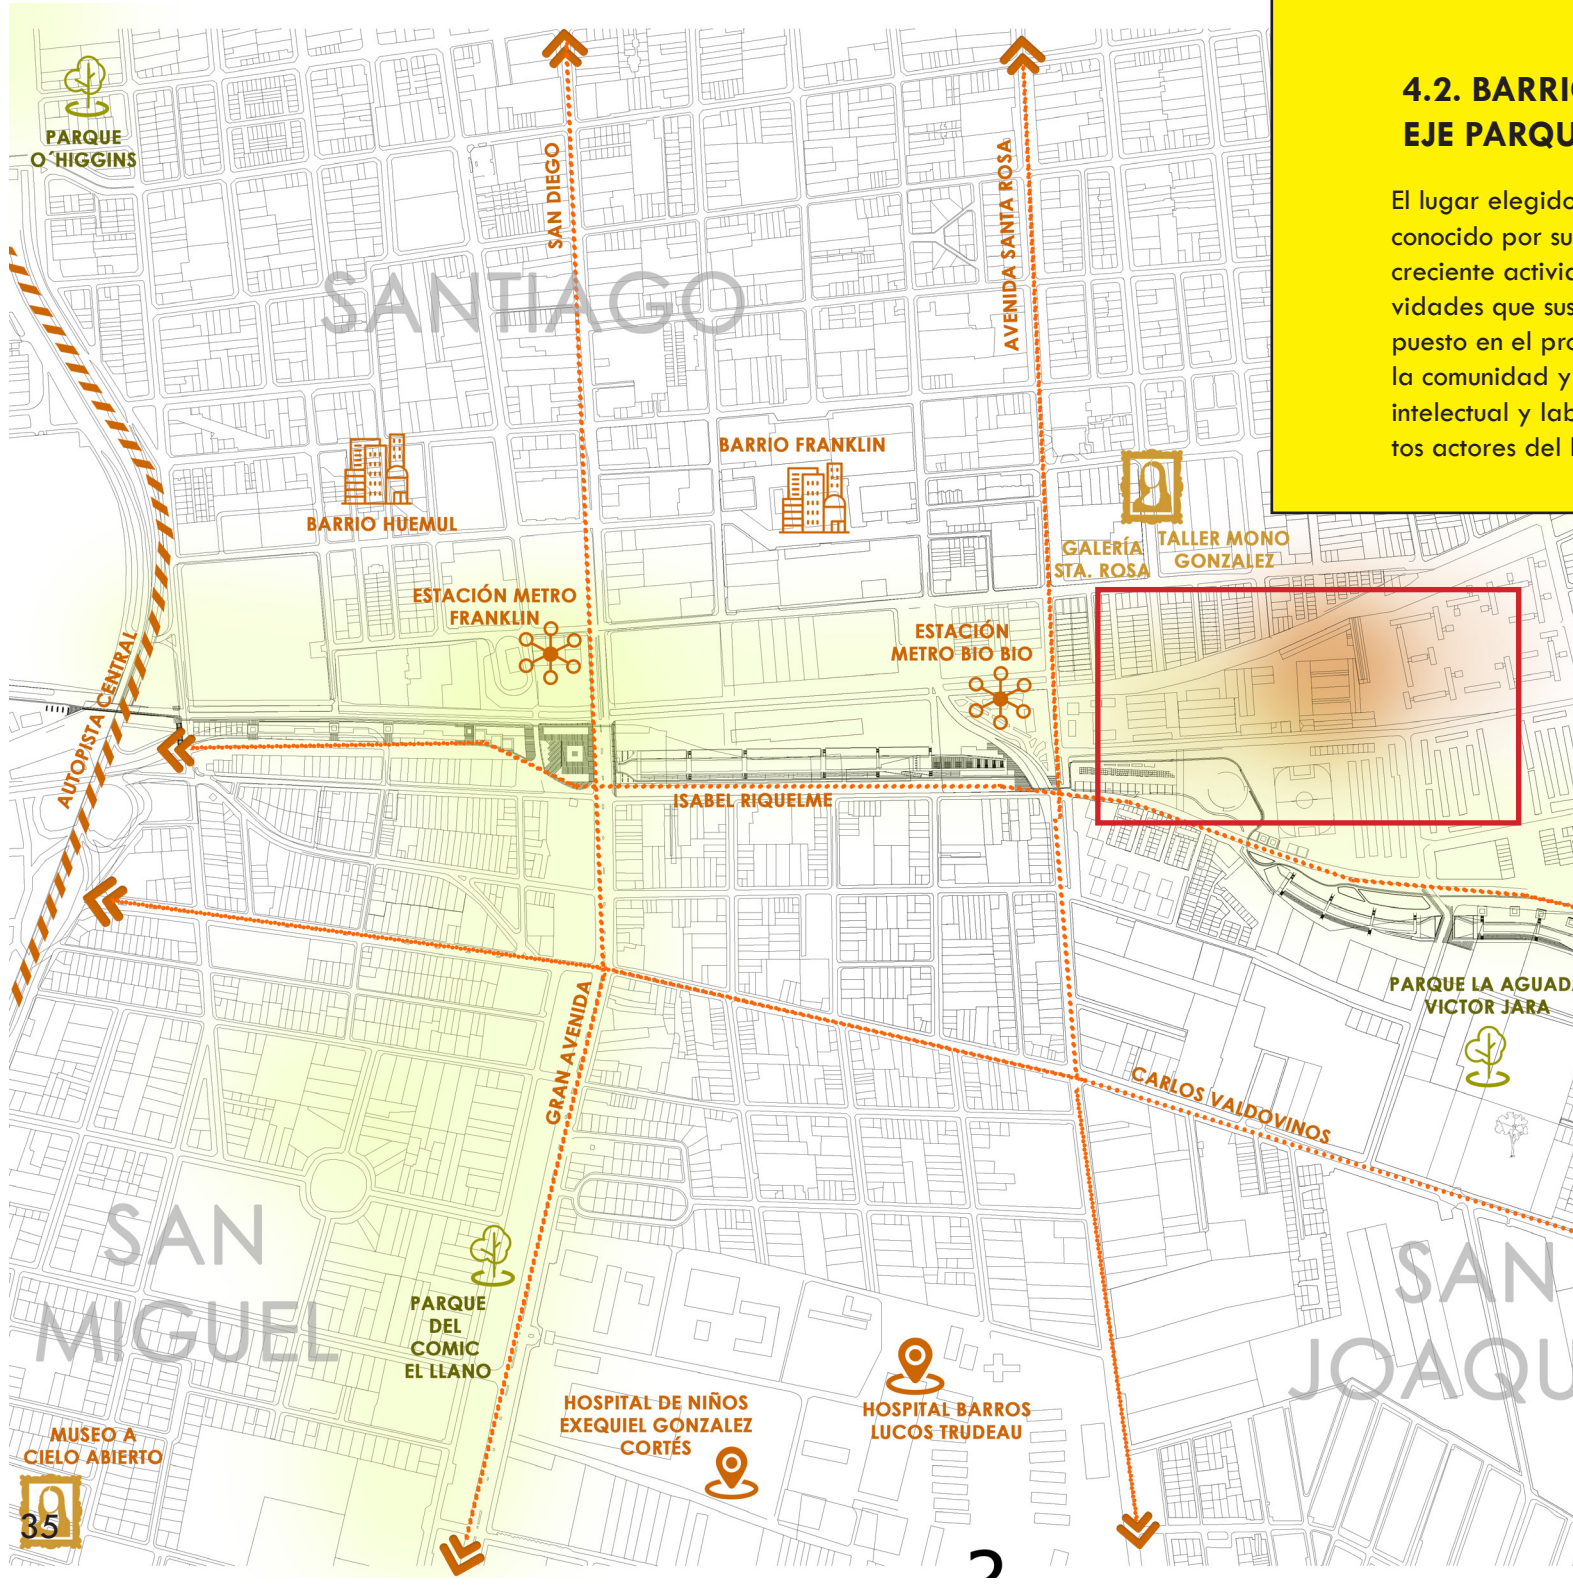 PARQUE
O´HIGGINS
SAN DIEGO
AVENIDA SANTA ROSA
SANTIAGO
4.2. BARRI
EJE PARQU
El lugar elegido
conocido por su
creciente activi
vidades que sus
puesto en el pro
la comunidad y
intelectual y lab
tos actores del
BARRIO HUEMUL
BARRIO FRANKLIN
GALERÍA
STA. ROSA
TALLER MONO
GONZALEZ
ESTACIÓN METRO
FRANKLIN
ESTACIÓN
METRO BIO BIO
AUTOPISTA CENTRAL
ISABEL RIQUELME
GRAN AVENIDA
CARLOS VALDOVINOS
PARQUE LA AGUADA
VICTOR JARA
SAN
MIGUEL
SAN
JOAQU
PARQUE
DEL
COMIC
EL LLANO
HOSPITAL DE NIÑOS
EXEQUIEL GONZALEZ
CORTÉS
HOSPITAL BARROS
LUCOS TRUDEAU
MUSEO A
CIELO ABIERTO
35